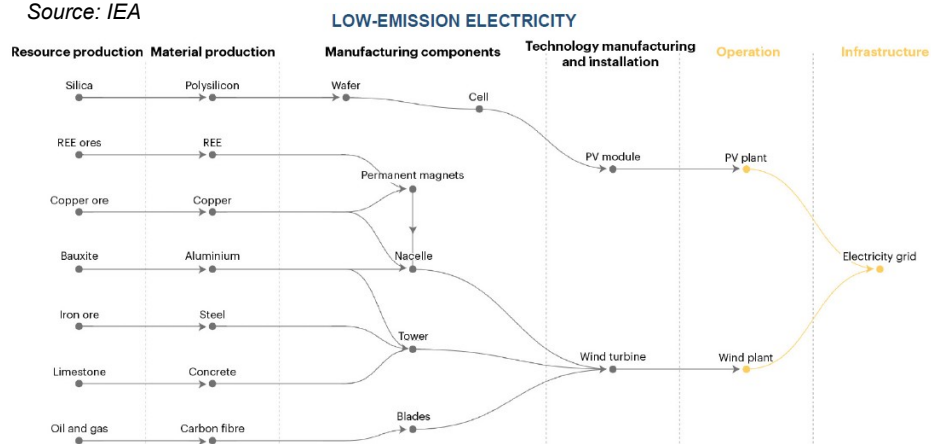 Source: IEA
LOW-EMISSION ELECTRICITY
Resource production
Material production
Manufacturing components
Technology manufacturing
and installation
Operation
Infrastructure
Silica
Polysilicon
Wafer
Cell
REE ores
REE
Permanent magnets
PV module
PV plant
Copper ore
Copper
Bauxite
Aluminium
Nacelle
Electricity grid
Iron ore
Steel
Tower
Limestone
Concrete
Wind turbine
Wind plant
Oil and gas
Carbon fibre
Blades